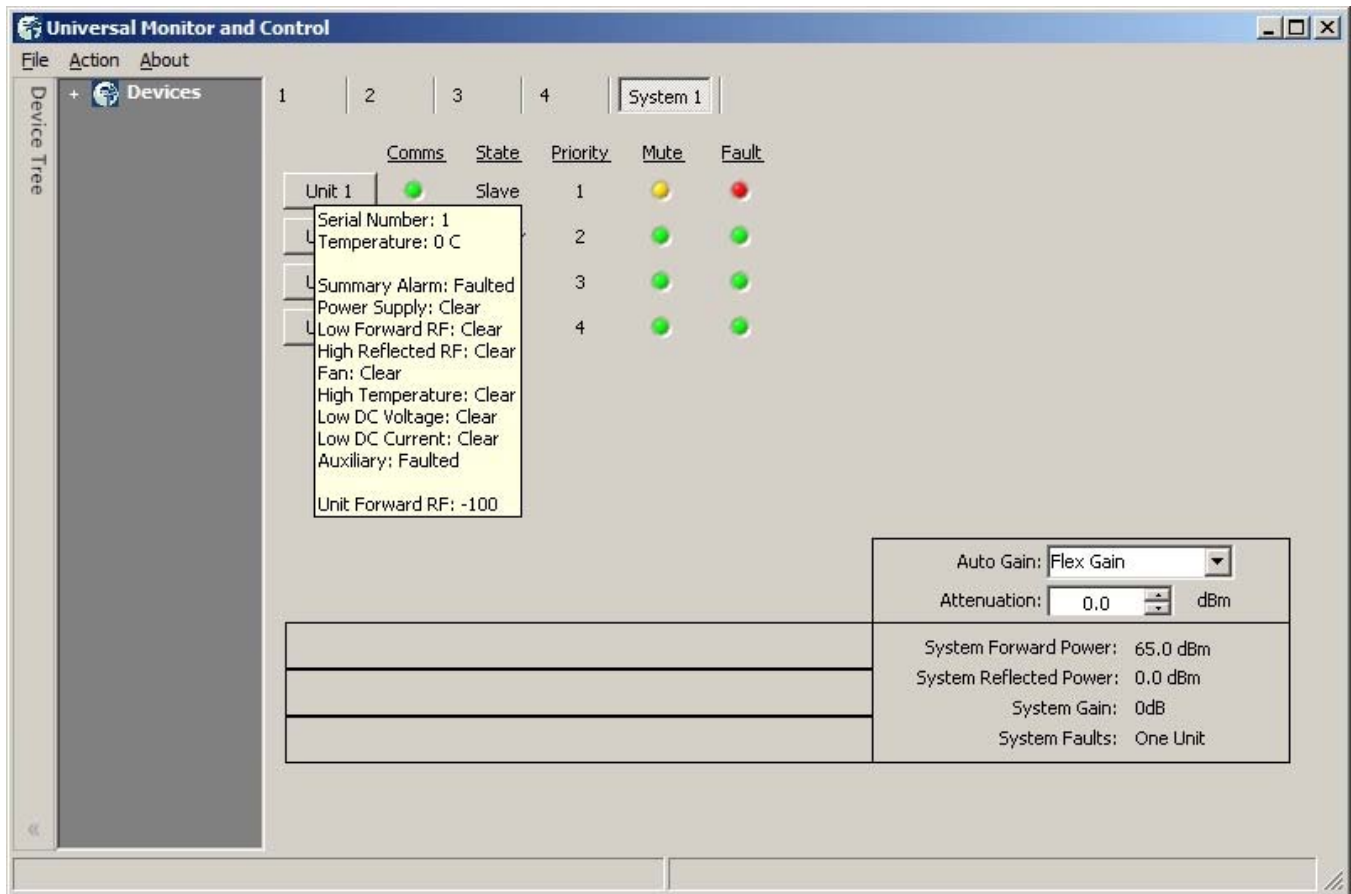 Universal Monitor and Control
File Action About
Device Tree
+ Devices
1 2 3 4 System 1
Comms State Priority Mute Fault
Unit 1 Slave 1
2
3
4
Serial Number: 1
Temperature: 0 C
Summary Alarm: Faulted
Power Supply: Clear
Low Forward RF: Clear
High Reflected RF: Clear
Fan: Clear
High Temperature: Clear
Low DC Voltage: Clear
Low DC Current: Clear
Auxiliary: Faulted
Unit Forward RF: -100
Auto Gain: Flex Gain
Attenuation: 0.0 dBm
System Forward Power: 65.0 dBm
System Reflected Power: 0.0 dBm
System Gain: 0dB
System Faults: One Unit
«